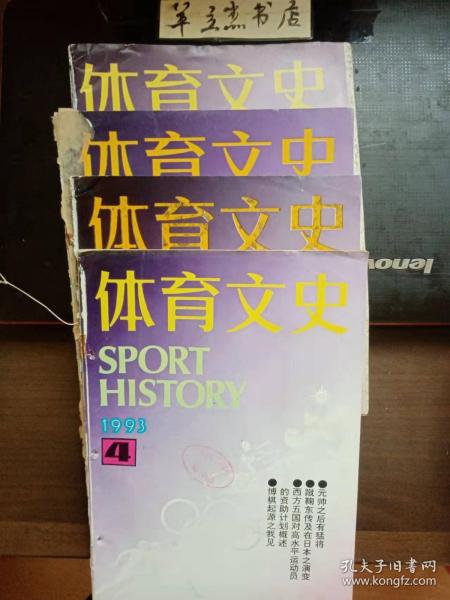 羊立杰书店
体育文史
体育文史
体育文史
体育文史
lenovo
SPORT
HISTORY
1993
4
●元帅之后有猛将
●蹴鞠东传及在日本之演变
●西方五国对高水平运动员
的资助计划概述
●博棋起源之我见
孔夫子旧书网
kongfz.com